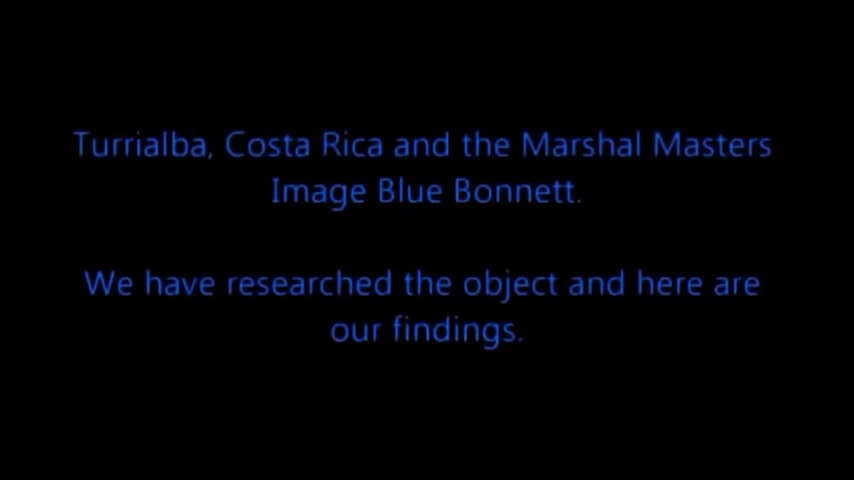 Turrialba, Costa Rica and the Marshal Masters
Image Blue Bonnett.
We have researched the object and here are
our findings.